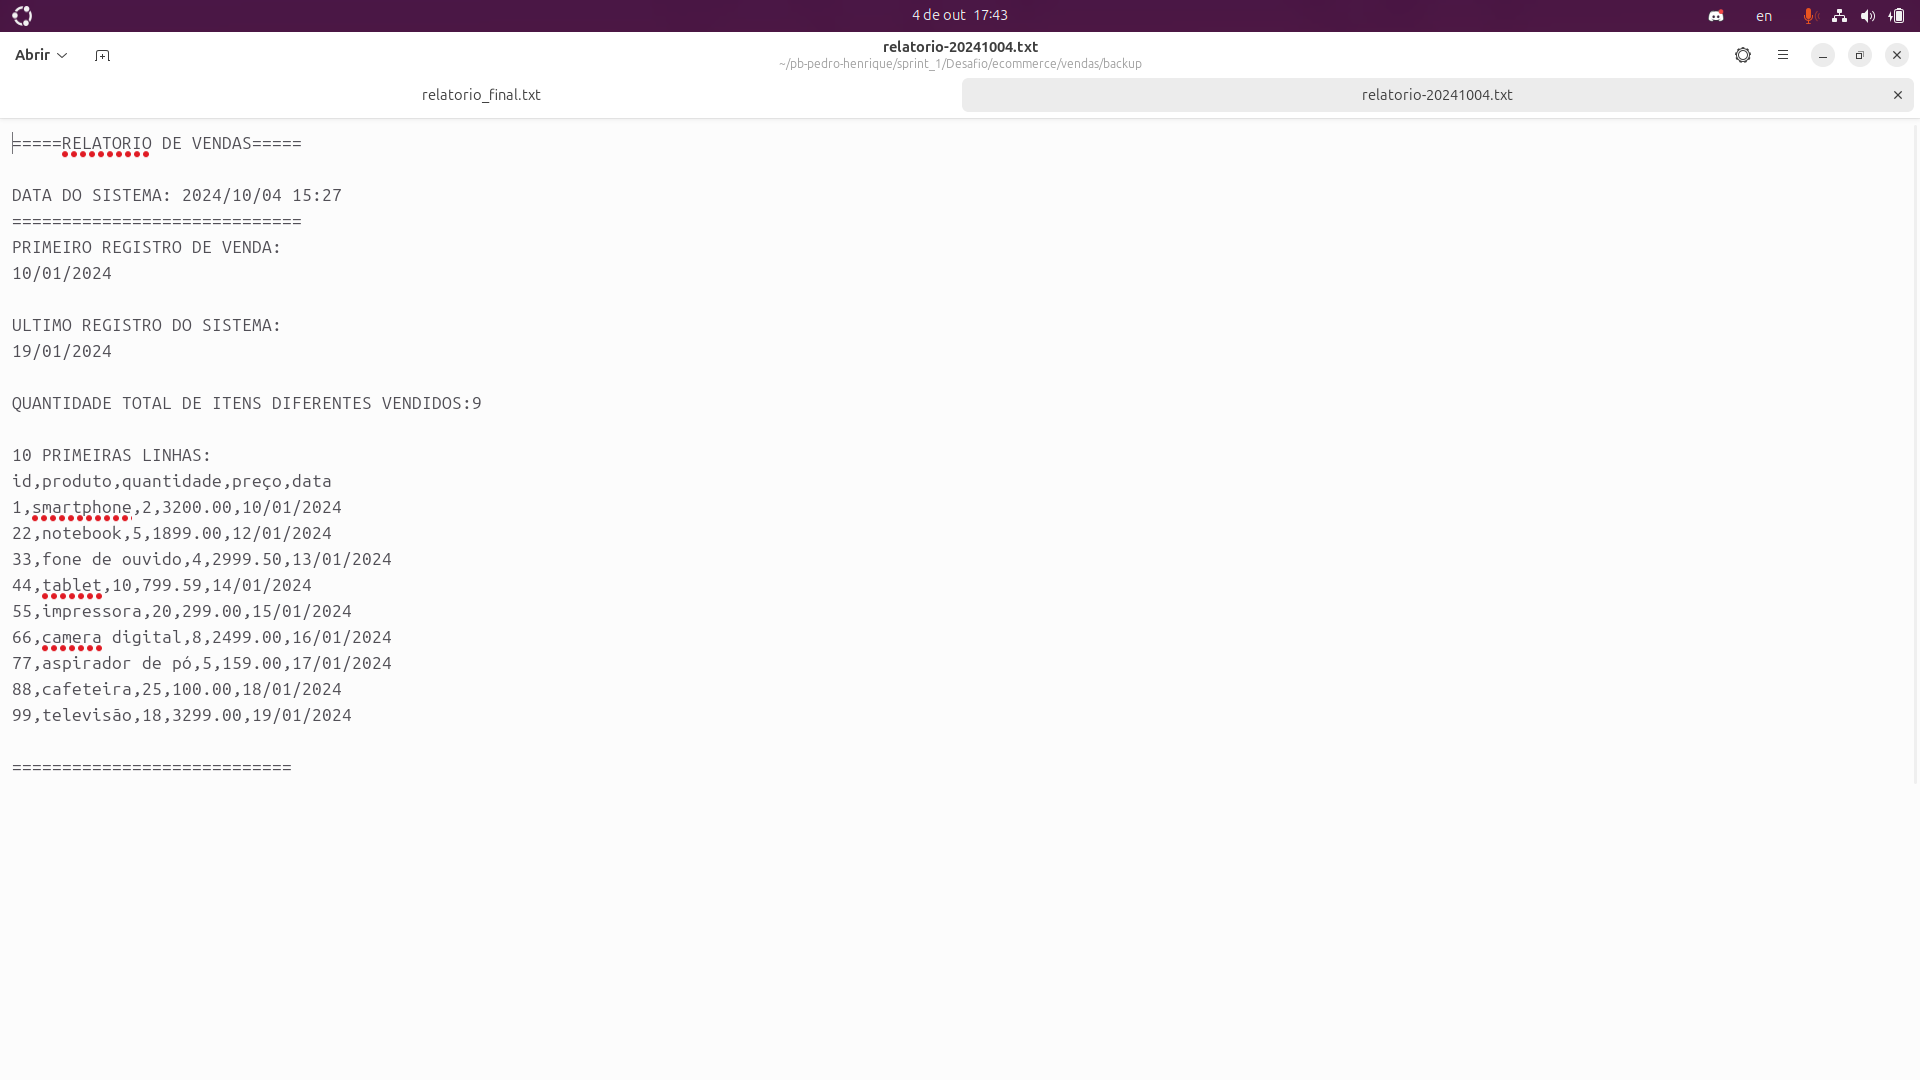 4 de out 17:43
en
Abrir
relatorio-20241004.txt
~/pb-pedro-henrique/sprint_1/Desafio/ecommerce/vendas/backup
relatorio_final.txt
relatorio-20241004.txt
=====RELATORIO DE VENDAS=====
DATA DO SISTEMA: 2024/10/04 15:27
=============================
PRIMEIRO REGISTRO DE VENDA:
10/01/2024
ULTIMO REGISTRO DO SISTEMA:
19/01/2024
QUANTIDADE TOTAL DE ITENS DIFERENTES VENDIDOS:9
10 PRIMEIRAS LINHAS:
id,produto,quantidade,preço,data
1,smartphone,2,3200.00,10/01/2024
22,notebook,5,1899.00,12/01/2024
33,fone de ouvido,4,2999.50,13/01/2024
44,tablet,10,799.59,14/01/2024
55,impressora,20,299.00,15/01/2024
66,camera digital,8,2499.00,16/01/2024
77,aspirador de pó,5,159.00,17/01/2024
88,cafeteira,25,100.00,18/01/2024
99,televisão,18,3299.00,19/01/2024
============================